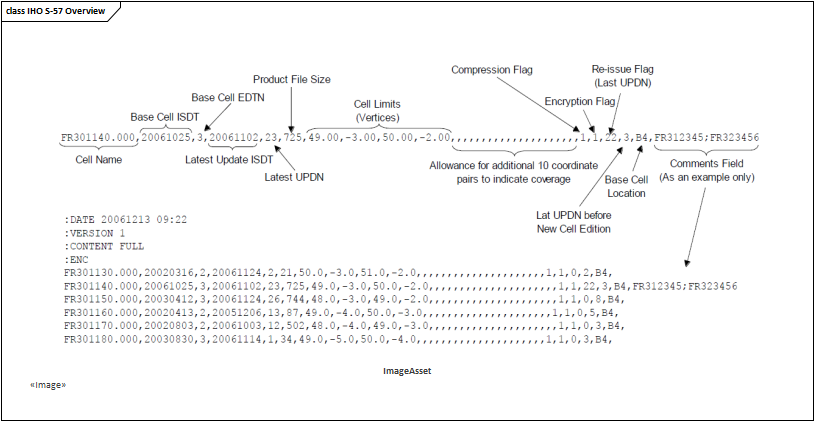 class IHO S-57 Overview
Compression Flag
Re-issue Flag
(Last UPDN)
Product File Size
Base Cell EDTN
Cell Limits
(Vertices)
Encryption Flag
Base Cell ISDT
FR301140.000,20061025,3,20061102,23,725,49.00,-3.00,50.00,-2.00,,,,,,,,,,,,,,,,,,,,,1,1,22,3,B4,FR312345;FR323456
Cell Name
Latest Update ISDT
Latest UPDN
Allowance for additional 10 coordinate
pairs to indicate coverage
Base Cell
Location
Comments Field
(As an example only)
Lat UPDN before
New Cell Edition
:DATE 20061213 09:22
:VERSION 1
:CONTENT FULL
:ENC
FR301130.000,20020316,2,20061124,2,21,50.0,-3.0,51.0,-2.0,,,,,,,,,,,,,,,,,,,,,1,1,0,2,B4,
FR301140.000,20061025,3,20061102,23,725,49.0,-3.0,50.0,-2.0,,,,,,,,,,,,,,,,,,,,,1,1,22,3,B4,FR312345;FR323456
FR301150.000,20030412,3,20061124,26,744,48.0,-3.0,49.0,-2.0,,,,,,,,,,,,,,,,,,,,,1,1,0,8,B4,
FR301160.000,20020413,2,20051206,13,87,49.0,-4.0,50.0,-3.0,,,,,,,,,,,,,,,,,,,,,1,1,0,5,B4,
FR301170.000,20020803,2,20061003,12,502,48.0,-4.0,49.0,-3.0,,,,,,,,,,,,,,,,,,,,,1,1,0,3,B4,
FR301180.000,20030830,3,20061114,1,34,49.0,-5.0,50.0,-4.0,,,,,,,,,,,,,,,,,,,,,1,1,0,3,B4,
ImageAsset
«Image»